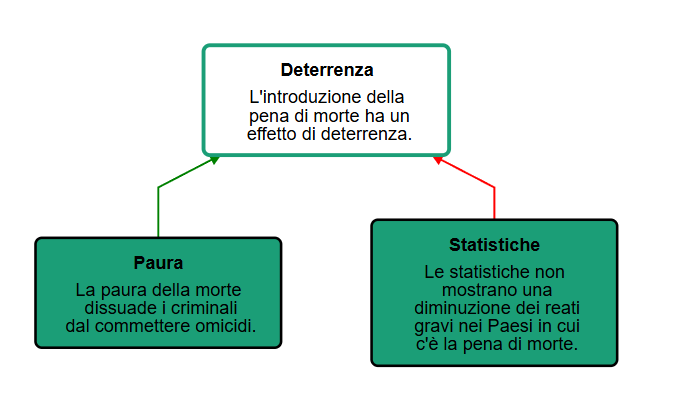 Deterrenza
L'introduzione della
pena di morte ha un
effetto di deterrenza.
Paura
La paura della morte
dissuade i criminali
dal commettere omicidi.
Statistiche
Le statistiche non
mostrano una
diminuzione dei reati
gravi nei Paesi in cui
c'è la pena di morte.